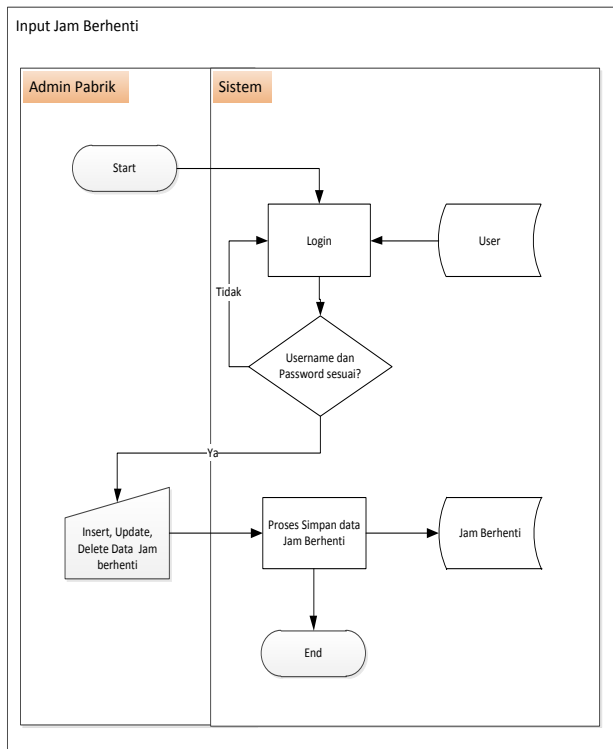 Input Jam Berhenti
Admin Pabrik
Sistem
Start
Login
User
Tidak
Username dan
Password sesuai?
Ya
Insert, Update,
Delete Data Jam
berhenti
Proses Simpan data
Jam Berhenti
Jam Berhenti
End